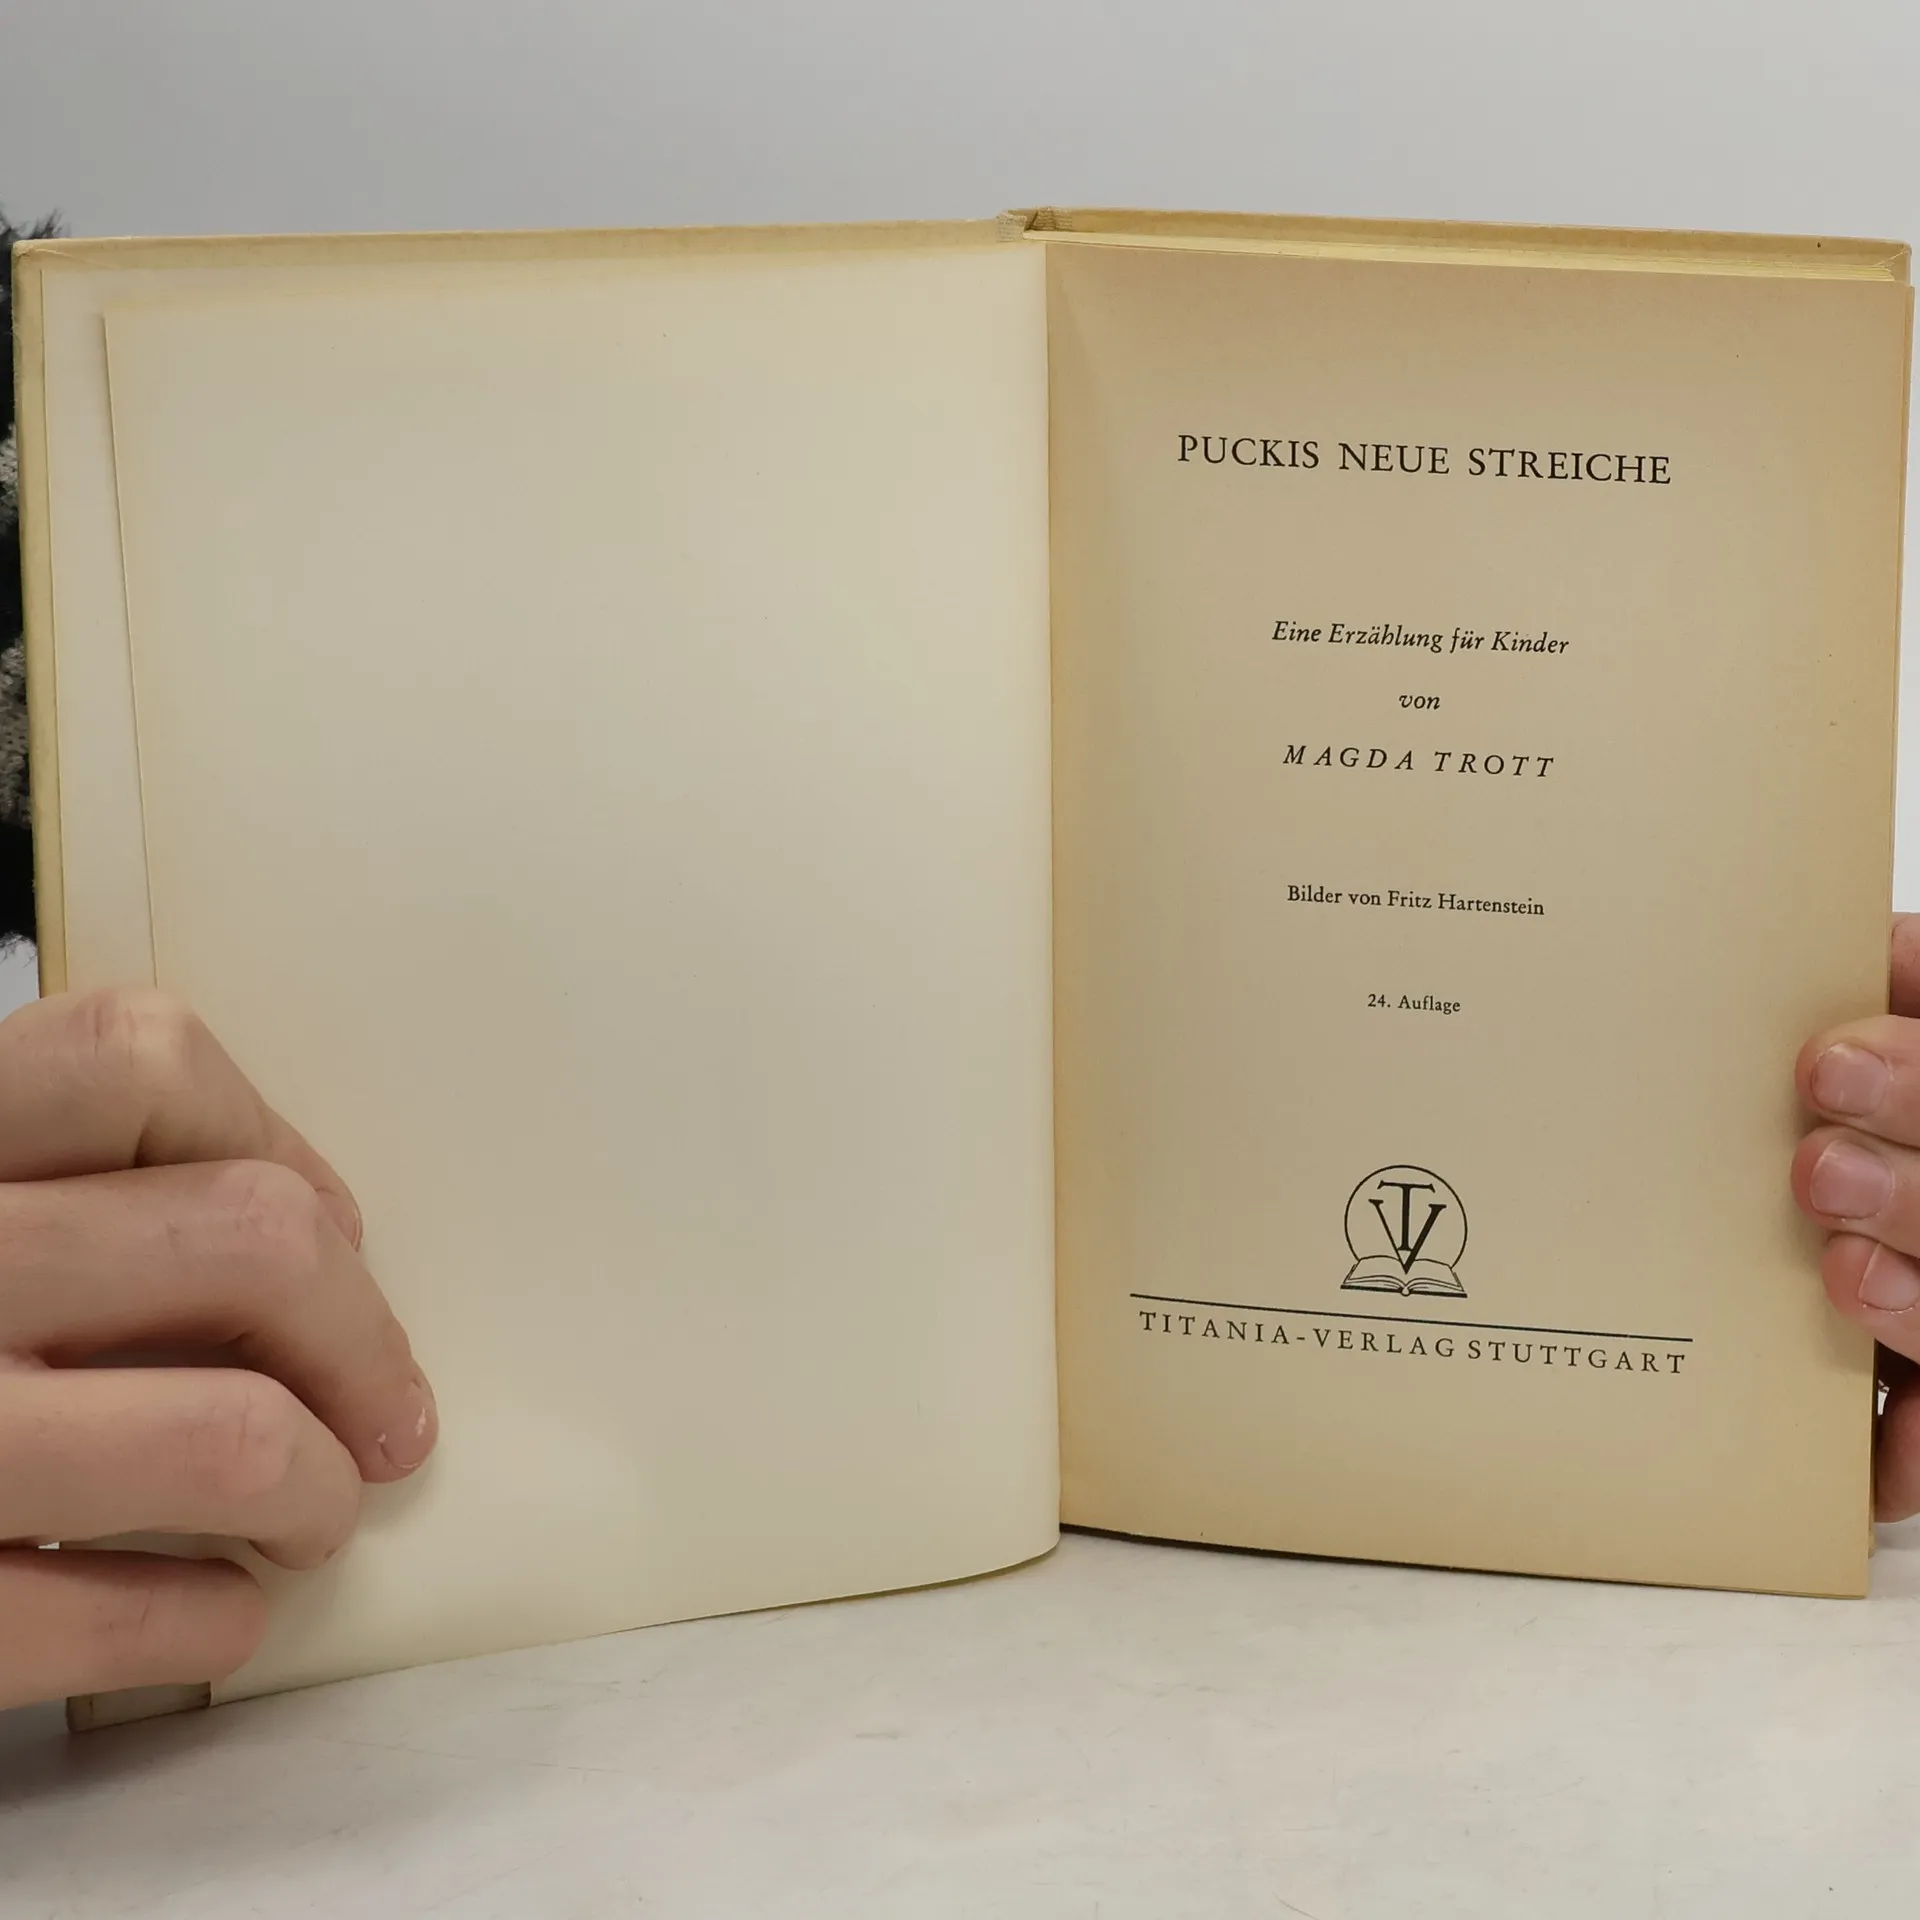 PUCKIS NEUE STREICHE
Eine Erzählung für Kinder
von
MAGDA TROTT
Bilder von Fritz Hartenstein
24. Auflage
TV
TITANIA-VERLAG STUTTGART